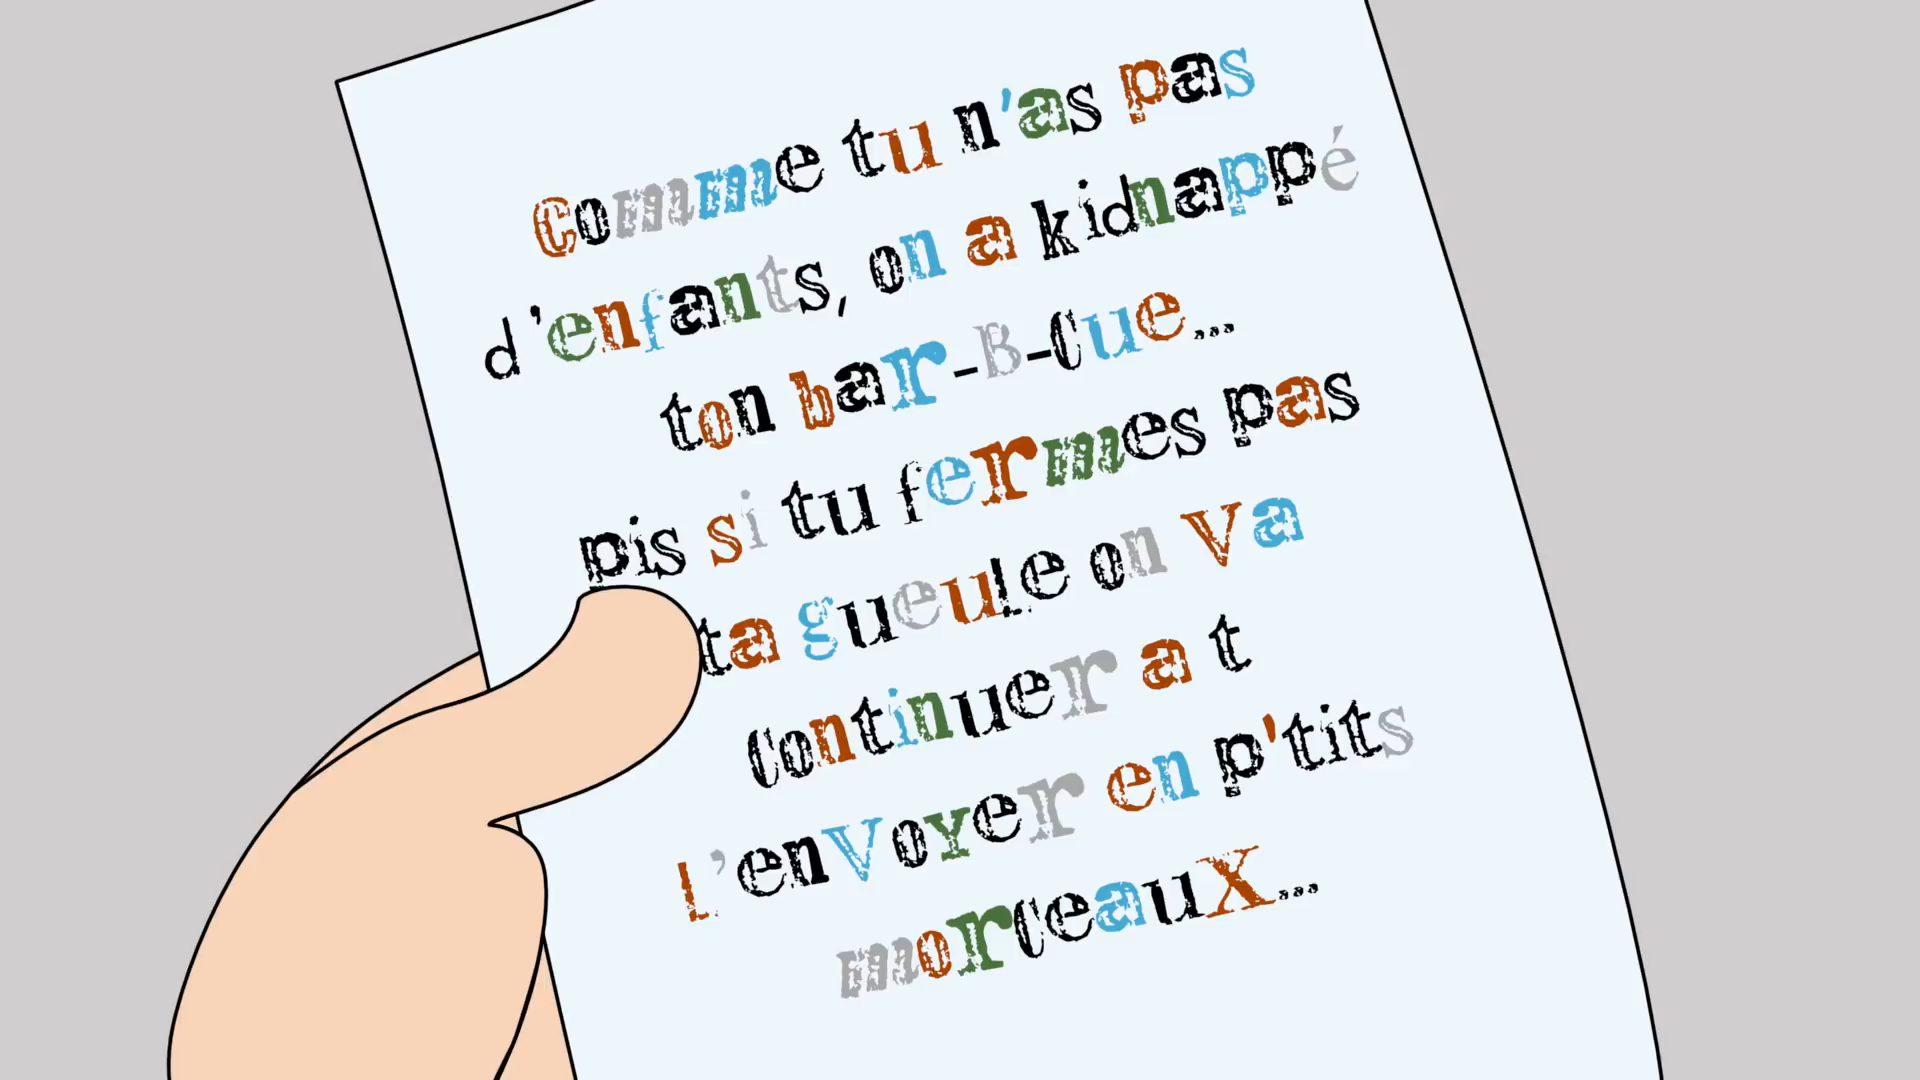 Comme tu n'as pas
d'enfants, on a kidnappé
ton bar-B-Cue...
pis si tu fermes pas
ta gueule on va
continuer a t
L'envoyer en p'tits
morceaux...